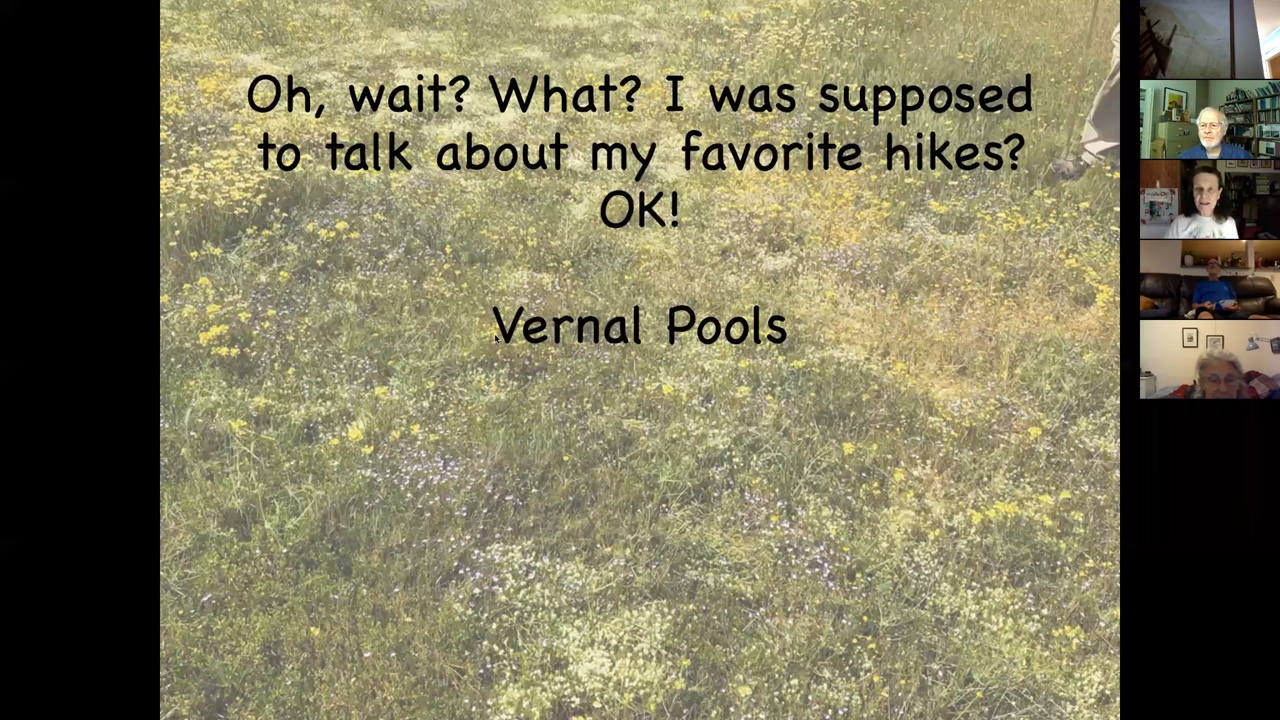 Oh, wait? What? I was supposed
to talk about my favorite hikes?
OK!
Vernal Pools